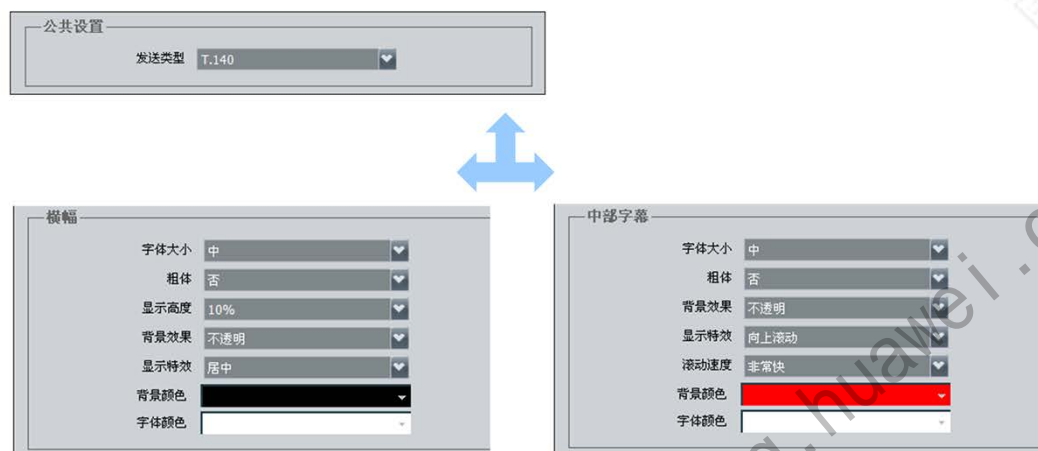 公共设置
发送类型 T.140
横幅
字体大小 中
粗体 否
显示高度 10%
背景效果 不透明
显示特效 居中
背景颜色
字体颜色
中部字幕
字体大小 中
粗体 否
背景效果 不透明
显示特效 向上滚动
滚动速度 非常快
背景颜色
字体颜色
g.huawei.c